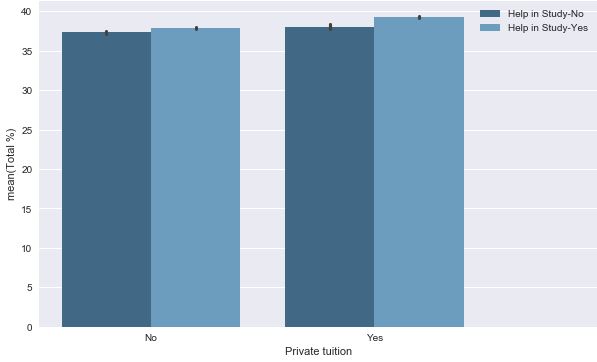 40
35
30
25
20
15
10
5
0
mean(Total %)
Help in Study-No
Help in Study-Yes
No
Yes
Private tuition